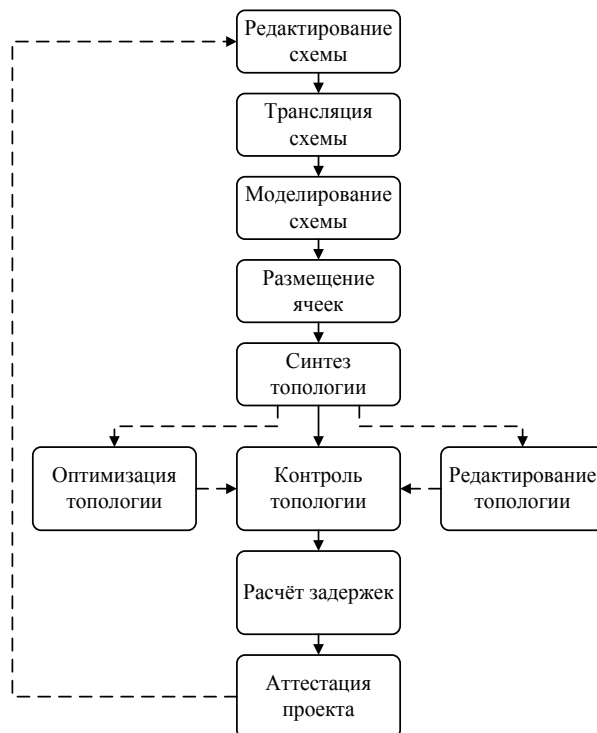 Редактирование
схемы
Трансляция
схемы
Моделирование
схемы
Размещение
ячеек
Синтез
топологии
Оптимизация
топологии
Контроль
топологии
Редактирование
топологии
Расчёт задержек
Аттестация
проекта